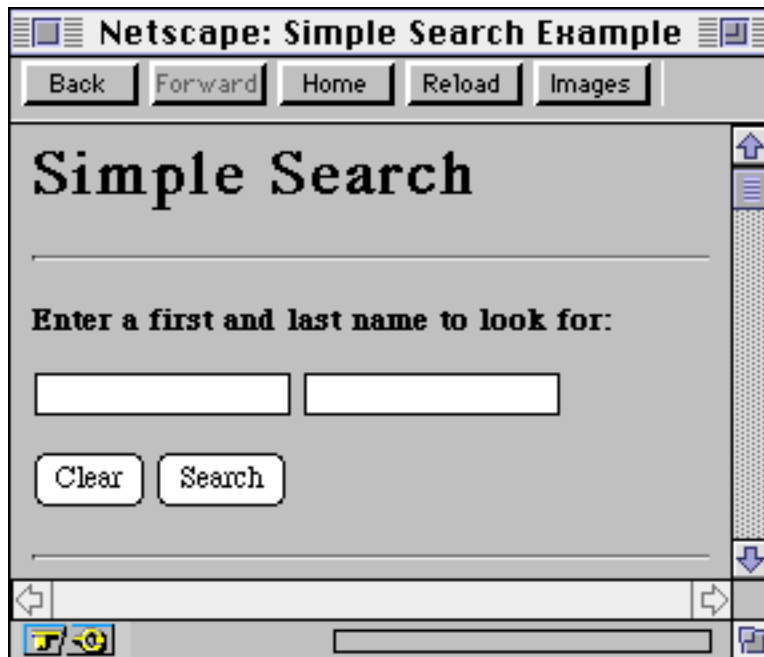 Netscape: Simple Search Example
Back Forward Home Reload Images
Simple Search
Enter a first and last name to look for:
Clear Search